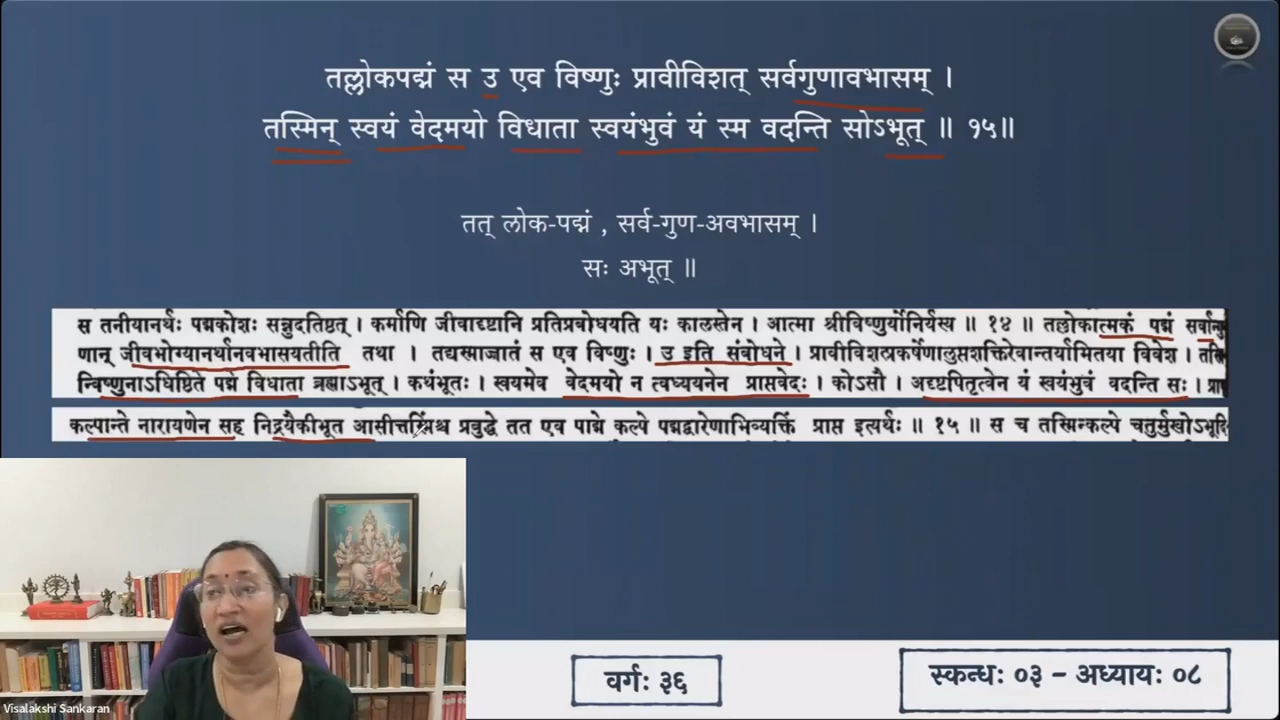 तल्लोकपद्मं स उ एव विष्णुः प्रावीविशत् सर्वगुणावभासम् ।
तस्मिन् स्वयं वेदमयो विधाता स्वयंभुवं यं स्म वदन्ति सोऽभूत् ॥ १५॥
तत् लोक-पद्मं , सर्व-गुण-अवभासम् ।
सः अभूत् ॥
स तनीयानर्थः पद्मकोशः सन्नुदतिष्ठत् । कर्माणि जीवादृष्टानि प्रतिप्रबोधयति यः कालस्तेन । आत्मा श्रीविष्णुर्योनिर्यस्य ॥ १४ ॥ तल्लोकात्मकं पद्मं सर्वान्गु
णान् जीवभोग्यानर्थानवभासयतीति तथा । तद्यस्माज्जातं स एव विष्णुः । उ इति संबोधने । प्रावीविशत्प्रकर्षेणालुप्तशक्तिरेवान्तर्यामितया विवेश । तस्मि
न्विष्णुनाऽधिष्ठिते पद्मे विधाता ब्रह्माऽभूत् । कथंभूतः । स्वयमेव वेदमयो न त्वध्ययनेन प्राप्तवेदः । कोऽसौ । अदृष्टपितृत्वेन यं स्वयंभुवं वदन्ति सः । प्रा
कल्पान्ते नारायणेन सह निद्रयैकीभूत आसीत्तस्मिंश्च प्रबुद्धे तत एव पाद्मे कल्पे पद्मद्वारेणाभिव्यक्तिं प्राप्त इत्यर्थः ॥ १५ ॥ स च तस्मिन्कल्पे चतुर्मुखोऽभूदि
Visalakshi Sankaran
वर्गः ३६
स्कन्धः ०३ – अध्यायः ०८